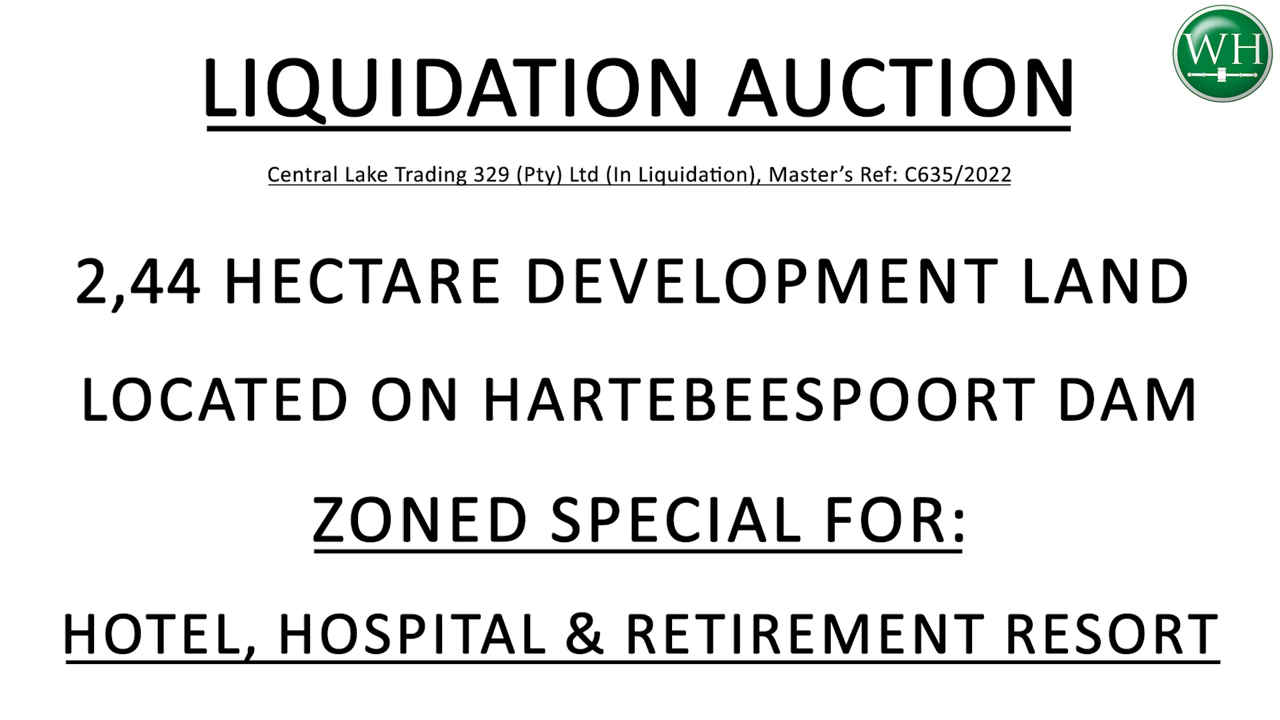 WH
LIQUIDATION AUCTION
Central Lake Trading 329 (Pty) Ltd (In Liquidation), Master’s Ref: C635/2022
2,44 HECTARE DEVELOPMENT LAND
LOCATED ON HARTEBEESPOORT DAM
ZONED SPECIAL FOR:
HOTEL, HOSPITAL & RETIREMENT RESORT